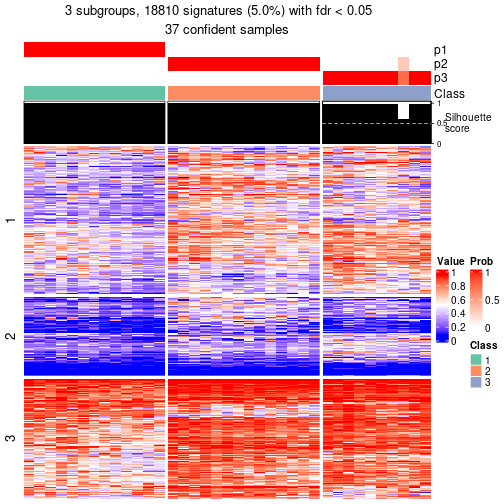 3 subgroups, 18810 signatures (5.0%) with fdr < 0.05
37 confident samples
p1
p2
p3
Class
1
0.5
0
Silhouette
score
1
2
3
Value
1
0.8
0.6
0.4
0.2
0
Prob
1
0.5
0
Class
1
2
3